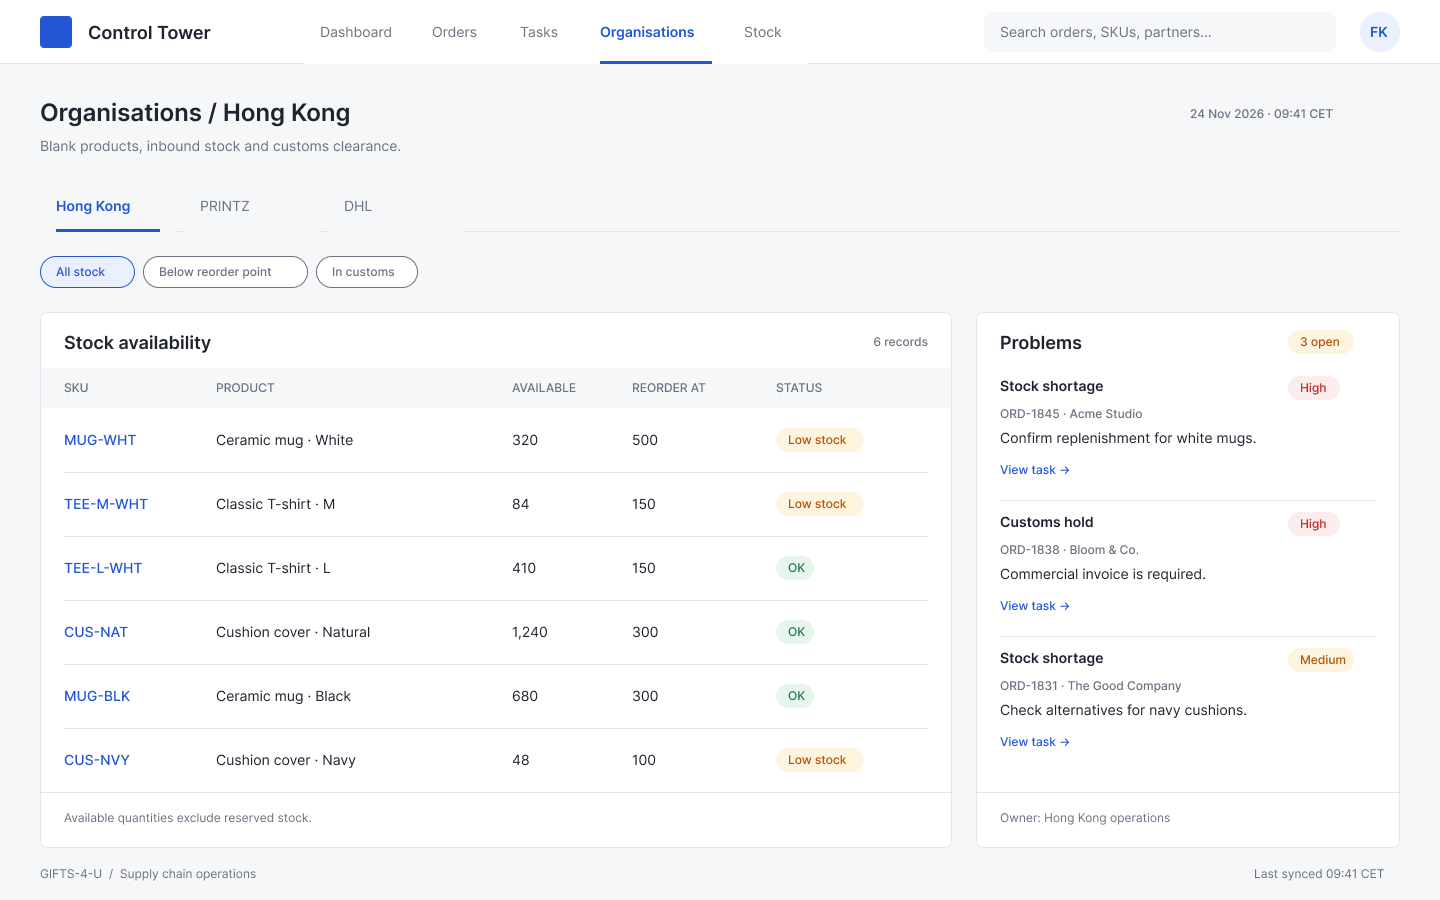 Control Tower
Dashboard Orders Tasks Organisations Stock
Search orders, SKUs, partners...
FK
Organisations / Hong Kong
24 Nov 2026 · 09:41 CET
Blank products, inbound stock and customs clearance.
Hong Kong PRINTZ DHL
All stock Below reorder point In customs
Stock availability
6 records
SKU PRODUCT AVAILABLE REORDER AT STATUS
MUG-WHT Ceramic mug · White 320 500 Low stock
TEE-M-WHT Classic T-shirt · M 84 150 Low stock
TEE-L-WHT Classic T-shirt · L 410 150 OK
CUS-NAT Cushion cover · Natural 1,240 300 OK
MUG-BLK Ceramic mug · Black 680 300 OK
CUS-NVY Cushion cover · Navy 48 100 Low stock
Available quantities exclude reserved stock.
Problems
3 open
Stock shortage High
ORD-1845 · Acme Studio
Confirm replenishment for white mugs.
View task →
Customs hold High
ORD-1838 · Bloom & Co.
Commercial invoice is required.
View task →
Stock shortage Medium
ORD-1831 · The Good Company
Check alternatives for navy cushions.
View task →
Owner: Hong Kong operations
GIFTS-4-U / Supply chain operations
Last synced 09:41 CET